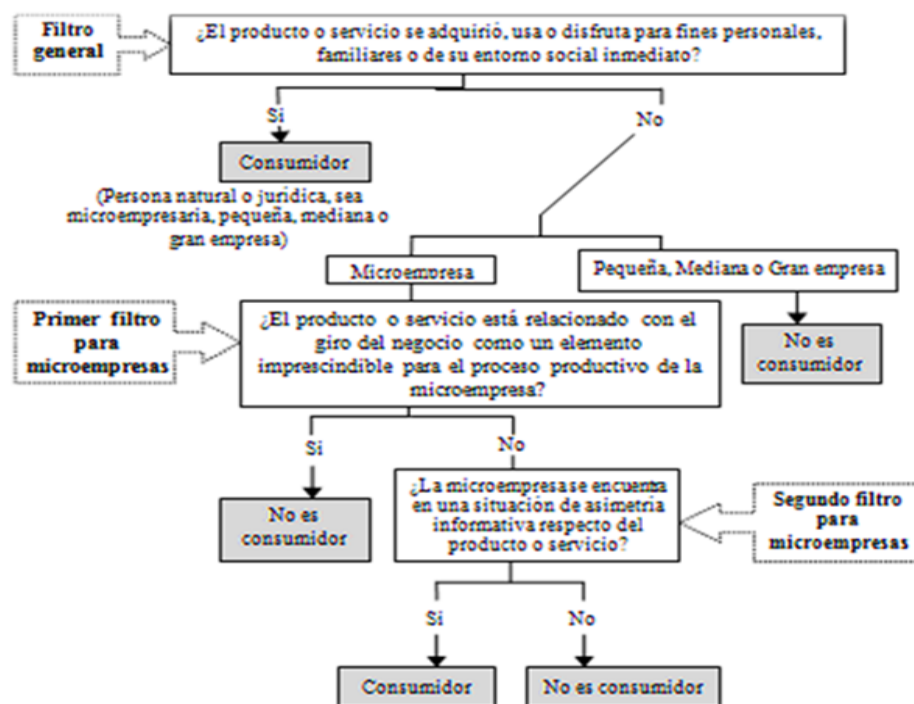 Filtro
general
¿El producto o servicio se adquirió, usa o disfruta para fines personales,
familiares o de su entorno social inmediato?
Si
No
Consumidor
(Persona natural o jurídica, sea
microempresaria, pequeña, mediana o
gran empresa)
Microempresa
Pequeña, Mediana o Gran empresa
Primer filtro
para
microempresas
¿El producto o servicio está relacionado con el
giro del negocio como un elemento
imprescindible para el proceso productivo de la
microempresa?
No es
consumidor
Si
No
No es
consumidor
¿La microempresa se encuentra
en una situación de asimetría
informativa respecto del
producto o servicio?
Segundo filtro
para
microempresas
Si
No
Consumidor
No es consumidor